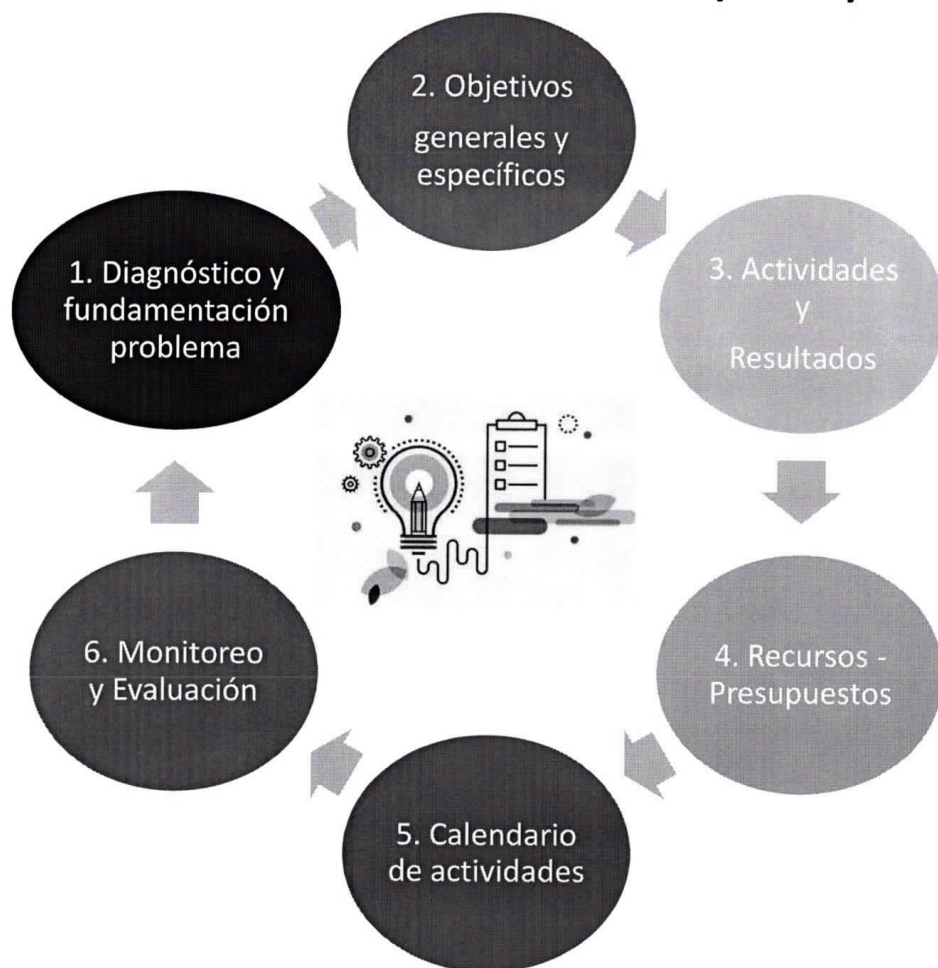 1. Diagnóstico y
fundamentación
problema
2. Objetivos
generales y
específicos
3. Actividades
y
Resultados
4. Recursos -
Presupuestos
5. Calendario
de actividades
6. Monitoreo
y Evaluación